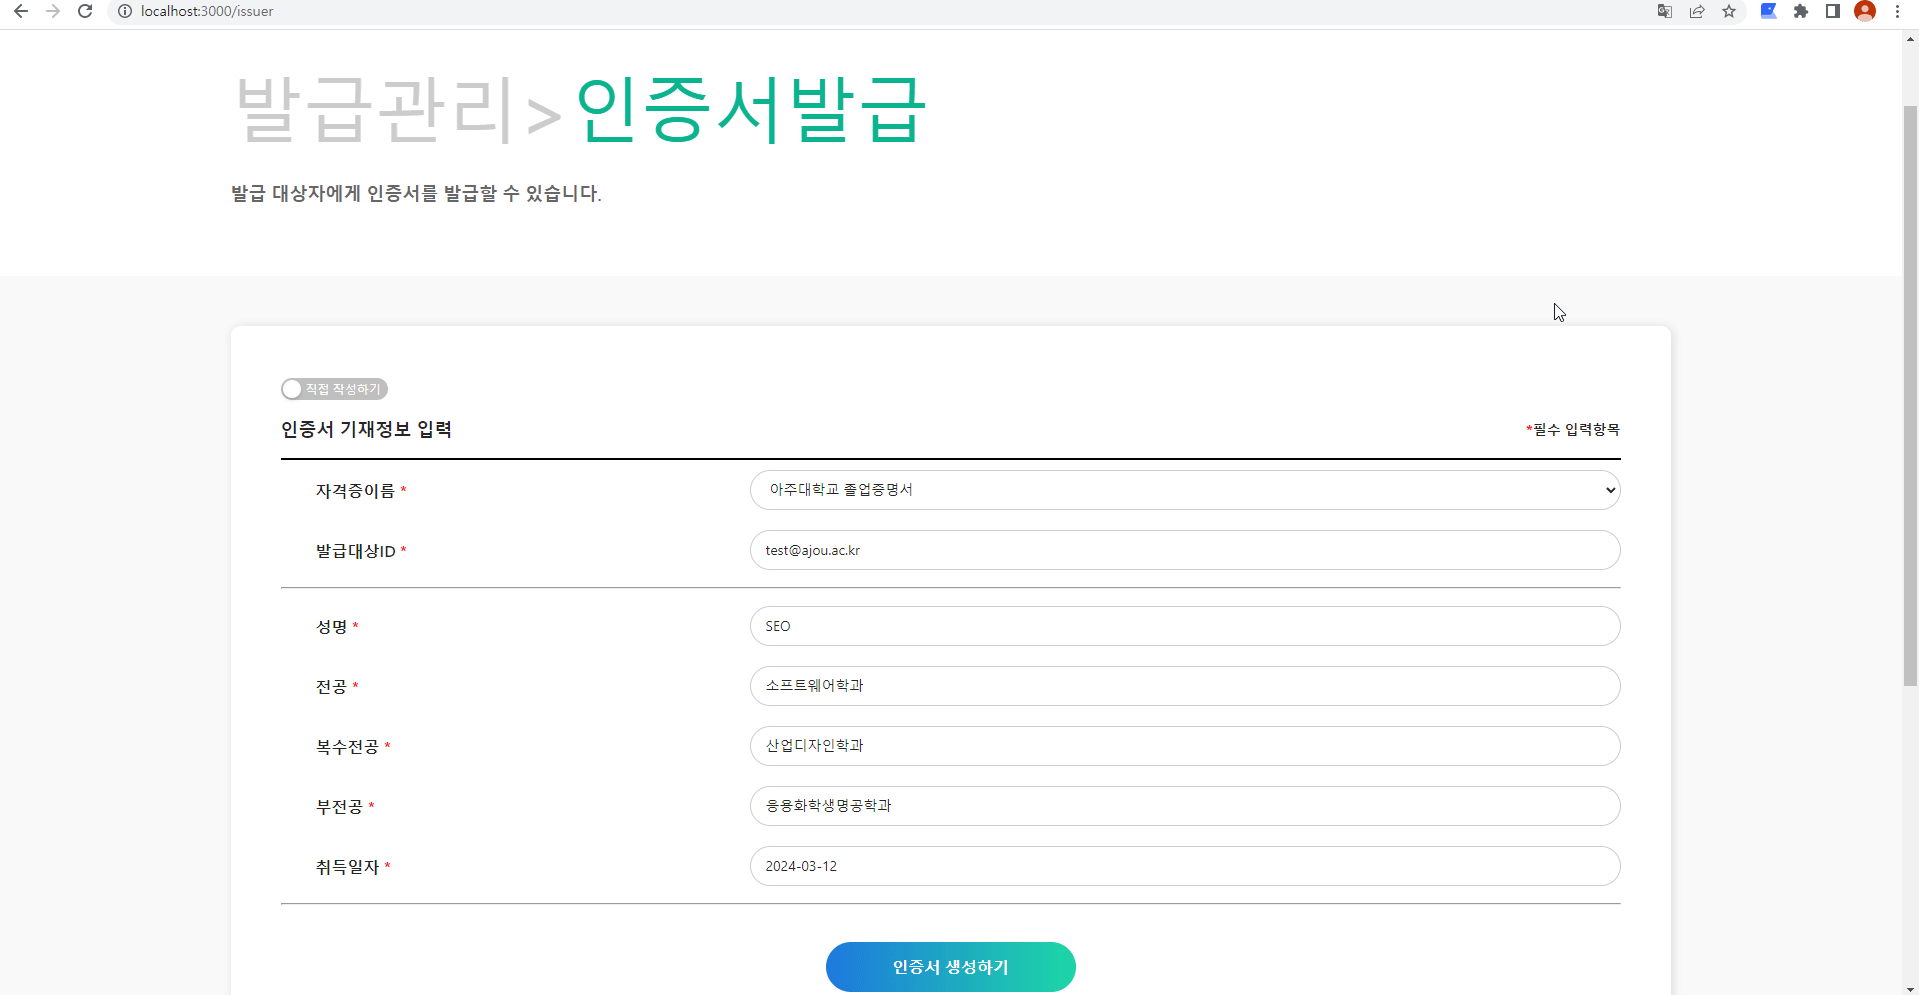 localhost:3000/issuer
발급관리>인증서발급
발급 대상자에게 인증서를 발급할 수 있습니다.
직접 작성하기
인증서 기재정보 입력 *필수 입력항목
자격증이름 * 아주대학교 졸업증명서
발급대상ID * test@ajou.ac.kr
성명 * SEO
전공 * 소프트웨어학과
복수전공 * 산업디자인학과
부전공 * 응용화학생명공학과
취득일자 * 2024-03-12
인증서 생성하기